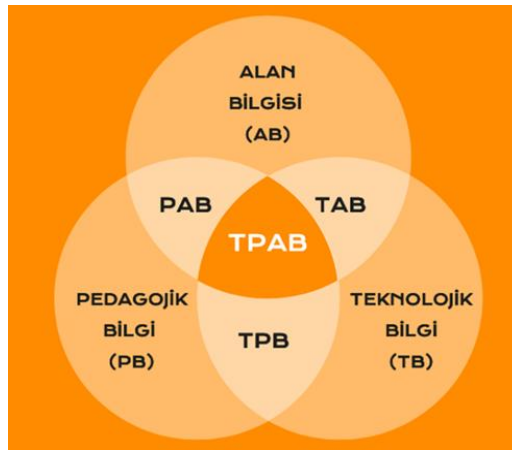 ALAN
BİLGİSİ
(AB)
PAB
TAB
TPAB
PEDAGOJİK
BİLGİ
(PB)
TPB
TEKNOLOJİK
BİLGİ
(TB)